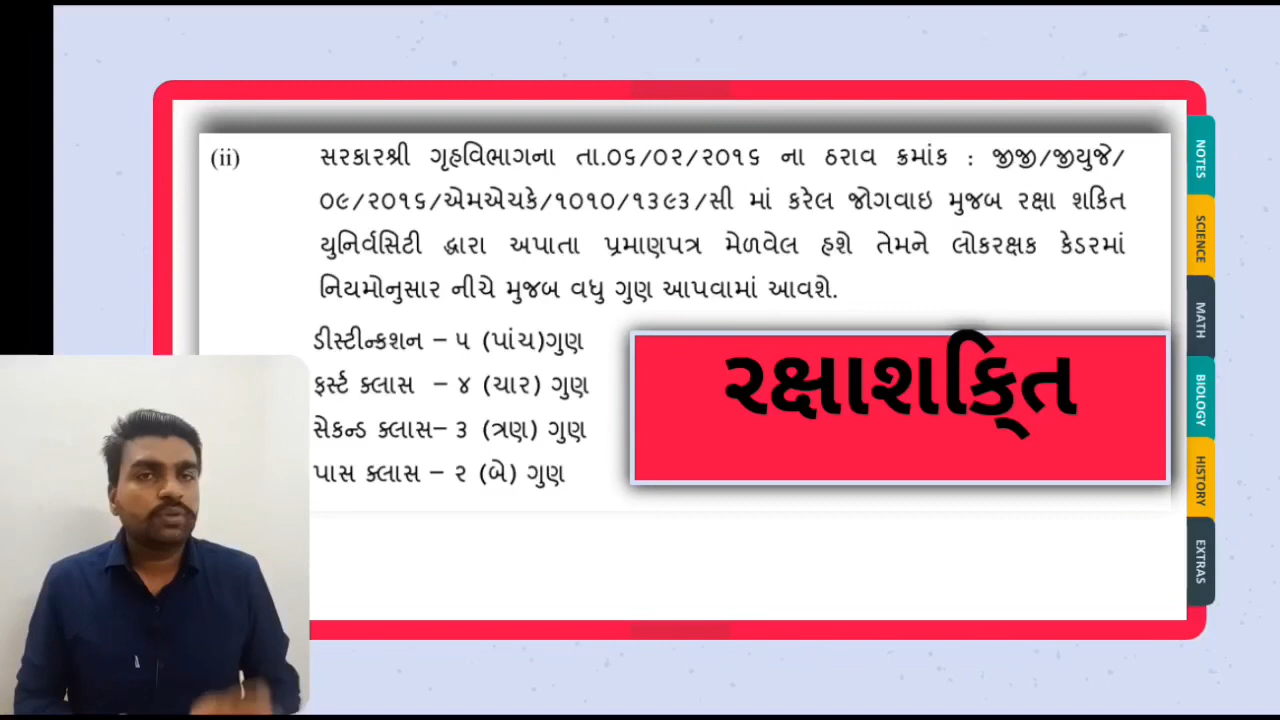 (ii) સરકારશ્રી ગૃહવિભાગના તા.૦૬/૦૨/૨૦૧૬ ના ઠરાવ ક્રમાંક : જીજી/જીયુજે/
૦૯/૨૦૧૬/એમએચકે/૧૦૧૦/૧૩૯૩/સી માં કરેલ જોગવાઇ મુજબ રક્ષા શકિત
યુનિર્વસિટી દ્વારા અપાતા પ્રમાણપત્ર મેળવેલ હશે તેમને લોકરક્ષક કેડરમાં
નિયમોનુસાર નીચે મુજબ વધુ ગુણ આપવામાં આવશે.
ડીસ્ટીન્કશન – ૫ (પાંચ)ગુણ
ફર્સ્ટ ક્લાસ – ૪ (ચાર) ગુણ
સેકન્ડ ક્લાસ– ૩ (ત્રણ) ગુણ
પાસ ક્લાસ – ૨ (બે) ગુણ
રક્ષાશક્તિ
NOTES
SCIENCE
MATH
BIOLOGY
HISTORY
EXTRAS